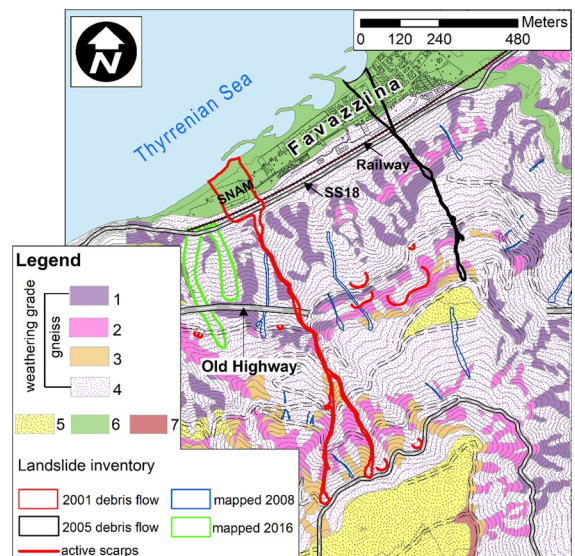 Meters
0 120 240 480
N
Thyrrenian Sea
Favazzina
Railway
SNAM
SS18
Old Highway
Legend
weathering grade
gneiss
1
2
3
4
5 6 7
Landslide inventory
2001 debris flow mapped 2008
2005 debris flow mapped 2016
active scarps